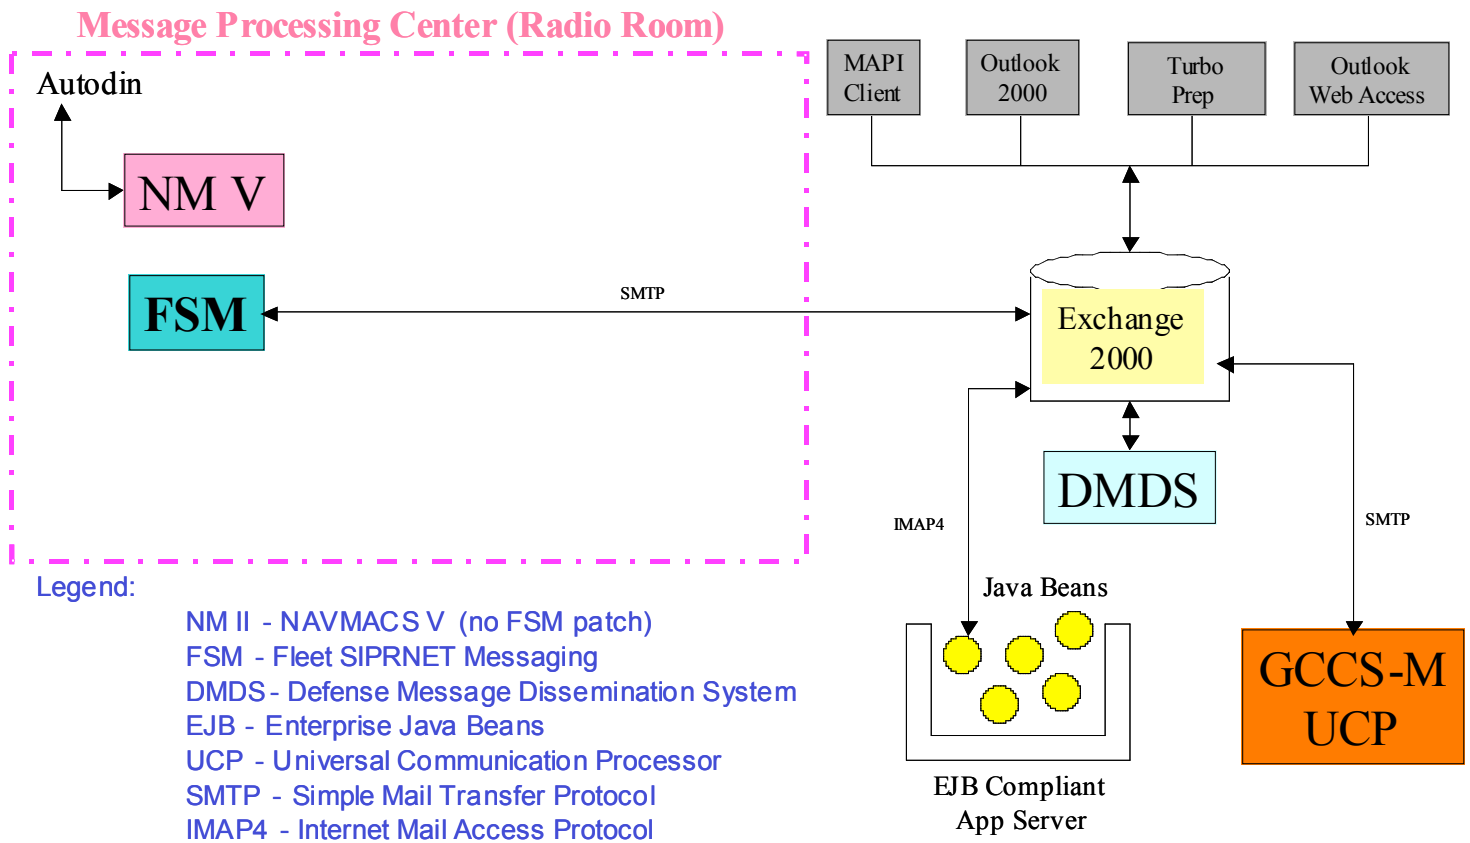 Message Processing Center (Radio Room)
Autodin
NM V
FSM
SMTP
MAPI
Client
Outlook
2000
Turbo
Prep
Outlook
Web Access
Exchange
2000
DMDS
IMAP4
SMTP
Java Beans
EJB Compliant
App Server
GCCS-M
UCP
Legend:
NM II - NAVMACS V (no FSM patch)
FSM - Fleet SIPRNET Messaging
DMDS - Defense Message Dissemination System
EJB - Enterprise Java Beans
UCP - Universal Communication Processor
SMTP - Simple Mail Transfer Protocol
IMAP4 - Internet Mail Access Protocol